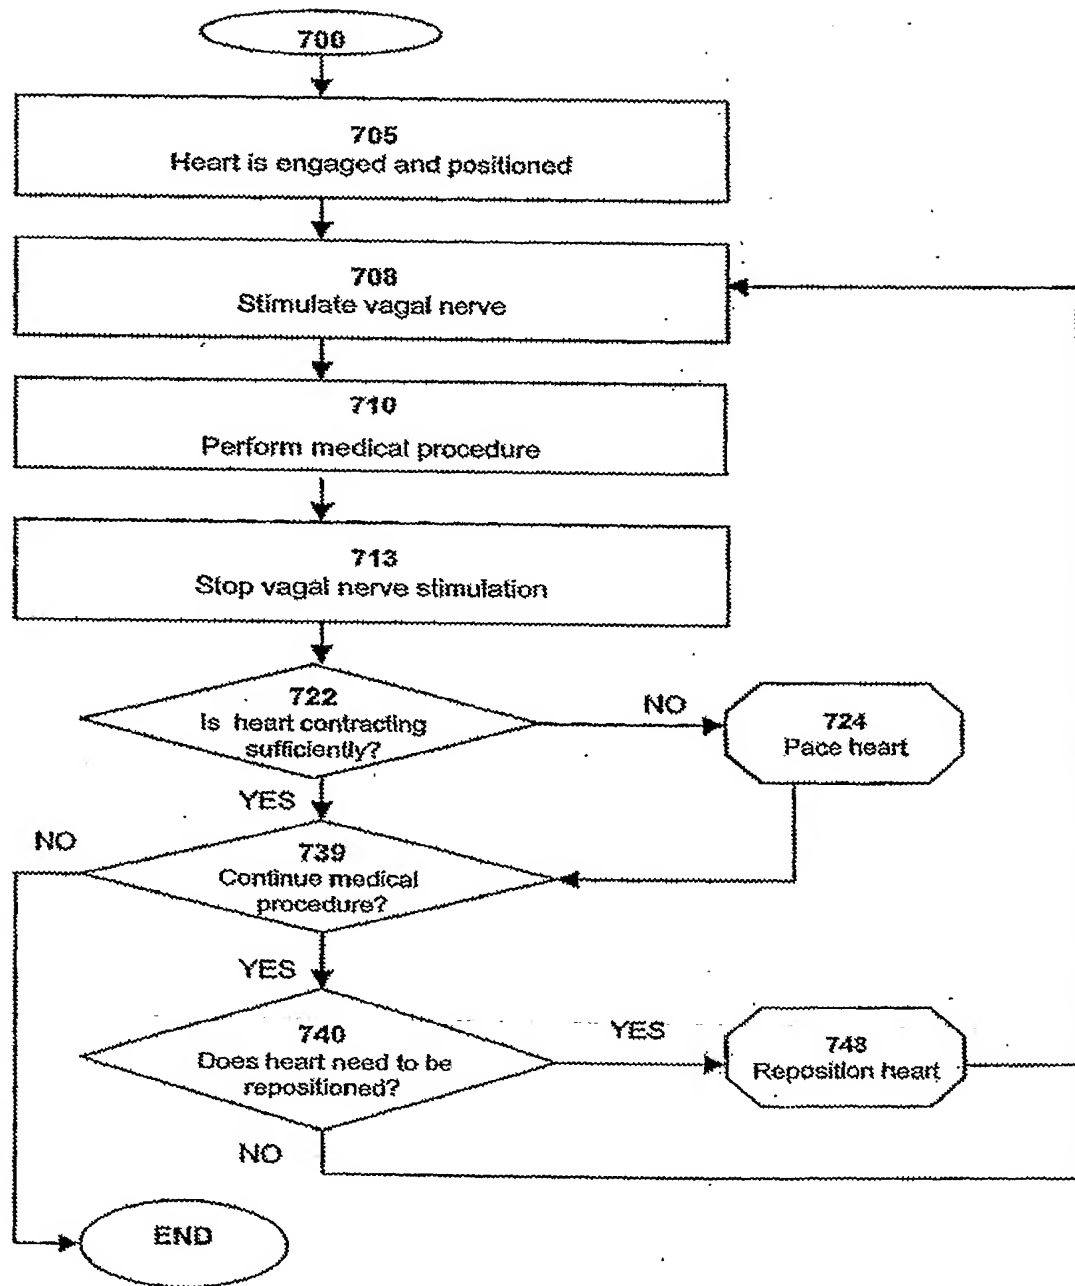 700
705
Heart is engaged and positioned
708
Stimulate vagal nerve
710
Perform medical procedure
713
Stop vagal nerve stimulation
722
Is heart contracting
sufficiently?
NO
724
Pace heart
YES
NO
739
Continue medical
procedure?
YES
740
Does heart need to be
repositioned?
YES
748
Reposition heart
NO
END